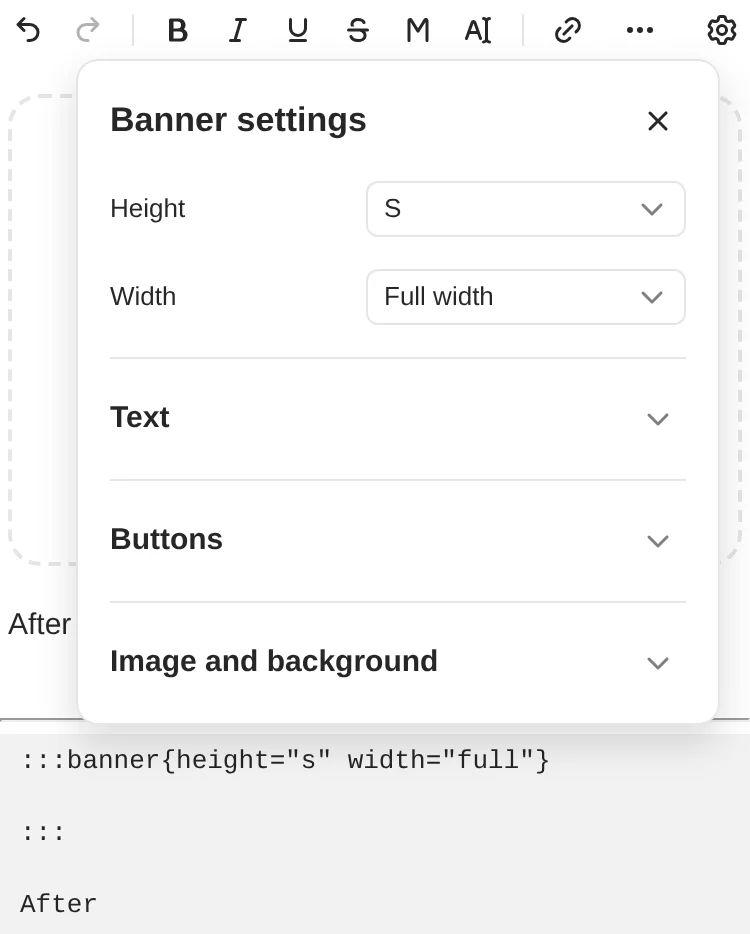 B I U S M A
Banner settings
Height S
Width Full width
Text
Buttons
Image and background
After
:::banner{height="s" width="full"}
:::
After